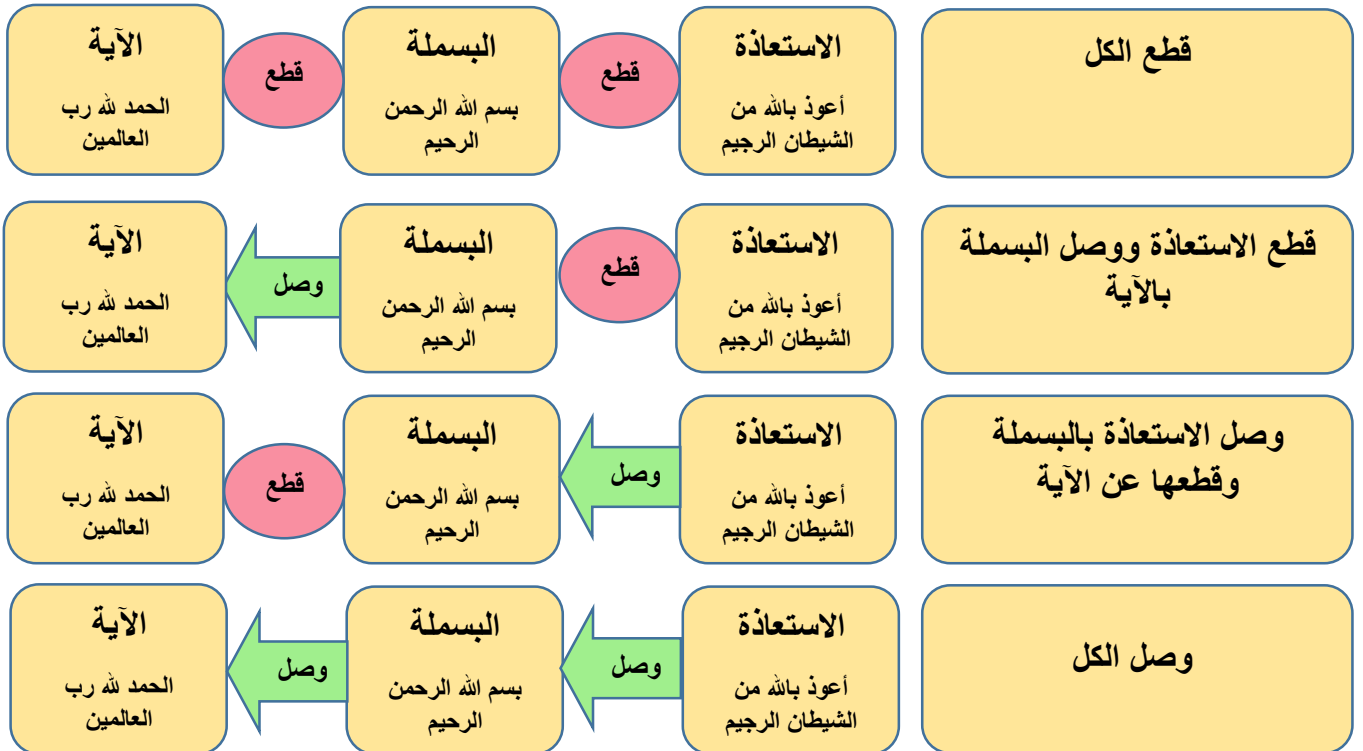 قطع الكل
الاستعاذة
أعوذ بالله من
الشيطان الرجيم
قطع
البسملة
بسم الله الرحمن
الرحيم
قطع
الآية
الحمد لله رب
العالمين
قطع الاستعاذة ووصل البسملة
بالآية
الاستعاذة
أعوذ بالله من
الشيطان الرجيم
قطع
البسملة
بسم الله الرحمن
الرحيم
وصل
الآية
الحمد لله رب
العالمين
وصل الاستعاذة بالبسملة
وقطعها عن الآية
الاستعاذة
أعوذ بالله من
الشيطان الرجيم
وصل
البسملة
بسم الله الرحمن
الرحيم
قطع
الآية
الحمد لله رب
العالمين
وصل الكل
الاستعاذة
أعوذ بالله من
الشيطان الرجيم
وصل
البسملة
بسم الله الرحمن
الرحيم
وصل
الآية
الحمد لله رب
العالمين